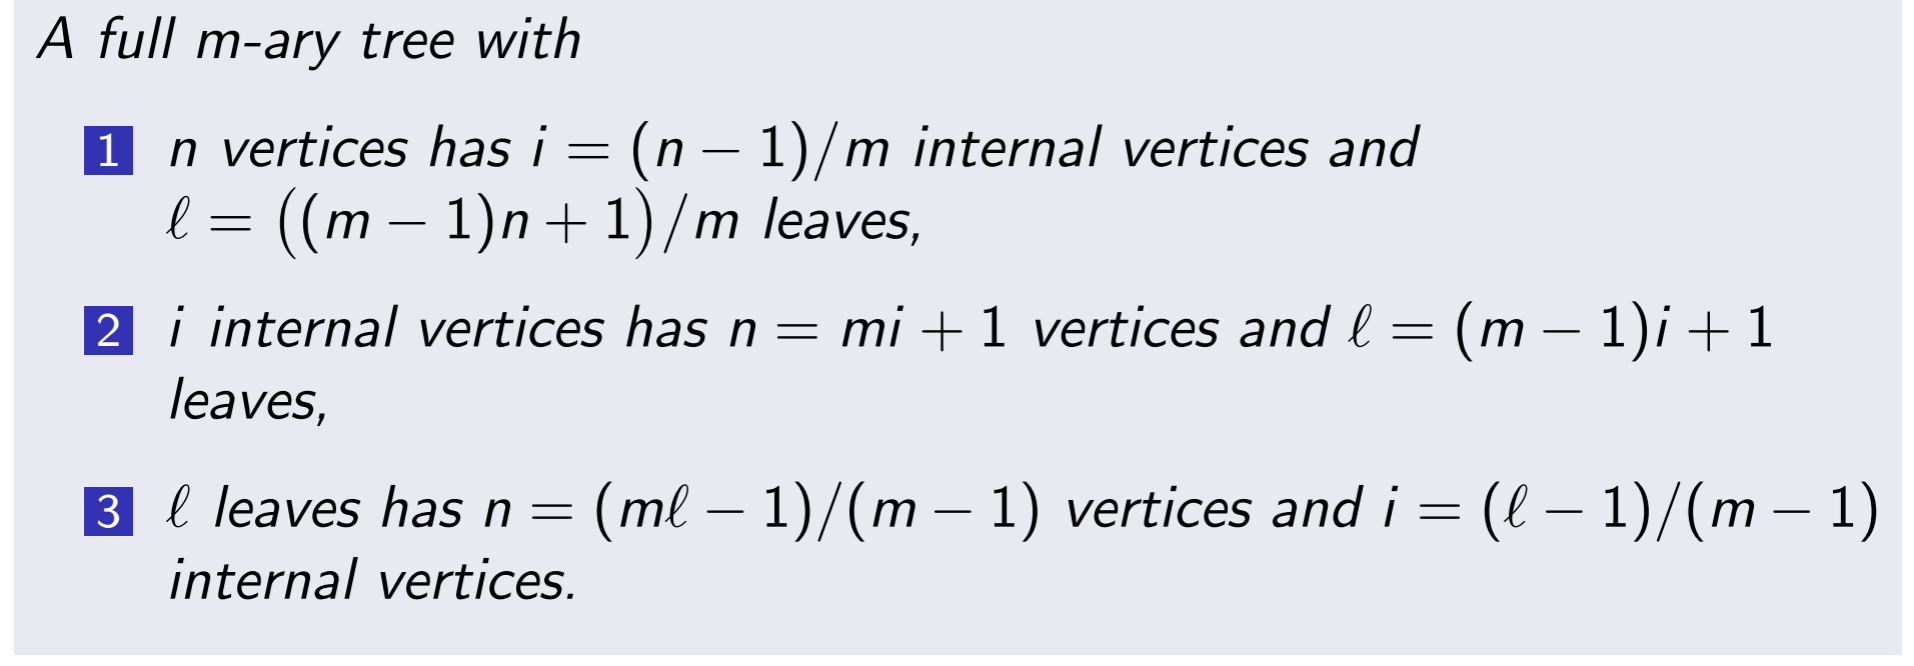 A full m-ary tree with
1 n vertices has i = (n − 1)/m internal vertices and
ℓ = ((m − 1)n + 1)/m leaves,
2 i internal vertices has n = mi + 1 vertices and ℓ = (m − 1)i + 1
leaves,
3 ℓ leaves has n = (mℓ − 1)/(m − 1) vertices and i = (ℓ − 1)/(m − 1)
internal vertices.